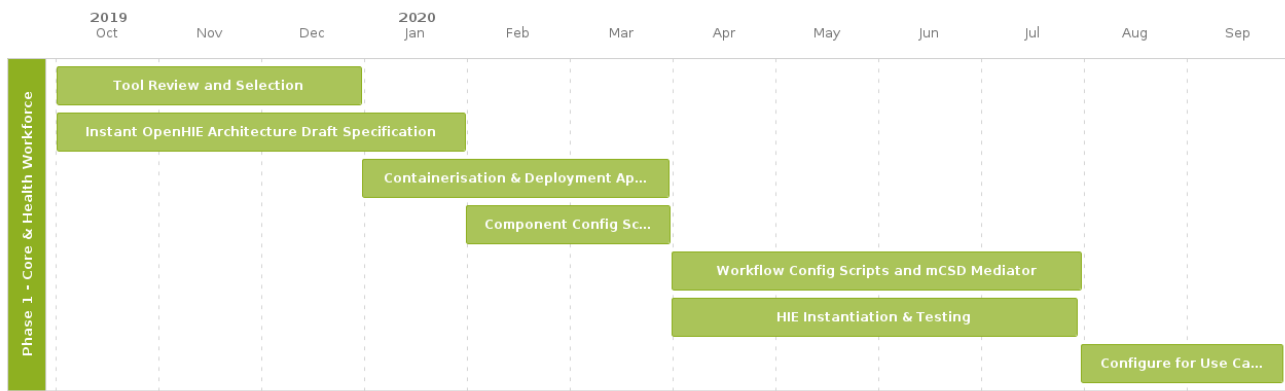 2019 2020
Oct Nov Dec Jan Feb Mar Apr May Jun Jul Aug Sep
Phase 1 - Core & Health Workforce
Tool Review and Selection
Instant OpenHIE Architecture Draft Specification
Containerisation & Deployment Ap...
Component Config Sc...
Workflow Config Scripts and mCSD Mediator
HIE Instantiation & Testing
Configure for Use Ca...